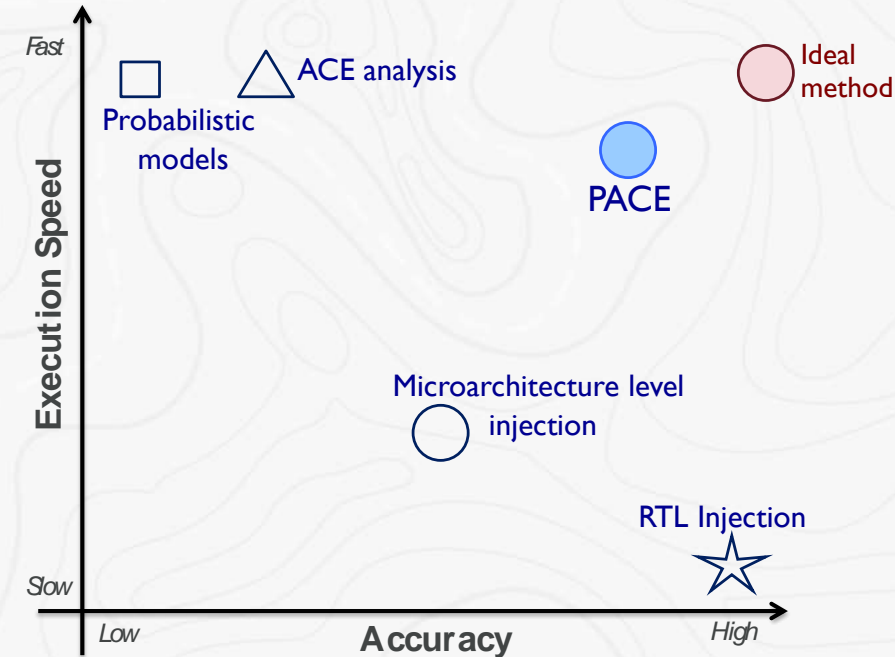 Fast
ACE analysis
Ideal
method
Probabilistic
models
PACE
Execution Speed
Microarchitecture level
injection
RTL Injection
Slow
Low
Accuracy
High